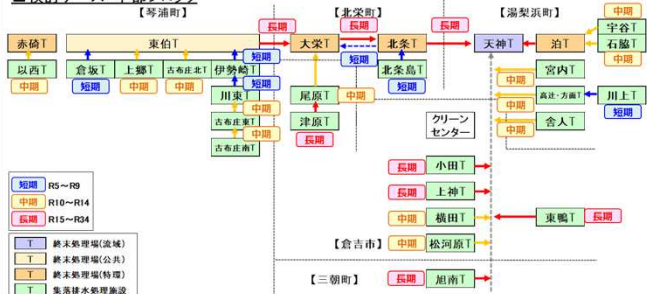 【琴浦町】
【北栄町】
【湯梨浜町】
長期
長期
長期
中期
赤碕T
東伯T
大栄T
北条T
天神T
泊T
宇谷T
石脇T
短期
短期
中期
以西T
倉坂T
上郷T
古布庄北T
伊勢崎T
北条島T
宮内T
中期
短期
中期
中期
短期
短期
中期
川東T
尾原T
中期
高辻・方面T
川上T
中期
中期
短期
古布庄東T
津原T
クリーン
センター
舎人T
中期
中期
古布庄南T
長期
長期
小田T
短期
R5～R9
長期
上神T
中期
R10～R14
長期
R15～R34
中期
横田T
東鴨T
長期
【倉吉市】
中期
松河原T
T
終末処理場(流域)
T
終末処理場(公共)
T
終末処理場(特環)
T
集落排水処理施設
【三朝町】
長期
旭南T